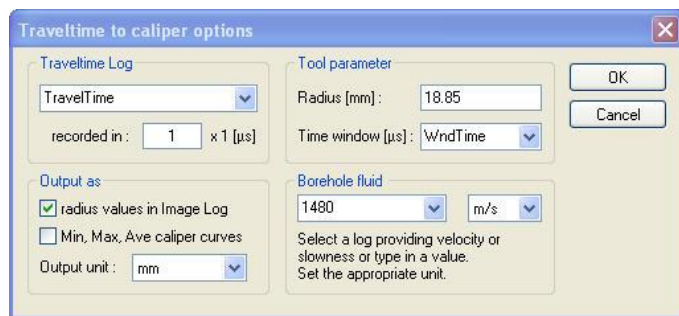 Traveltime to caliper options
Traveltime Log
TravelTime
recorded in : 1 x 1 [µs]
Tool parameter
Radius [mm] : 18.85
Time window [µs] : WndTime
OK
Cancel
Output as
radius values in Image Log
Min, Max, Ave caliper curves
Output unit : mm
Borehole fluid
1480 m/s
Select a log providing velocity or
slowness or type in a value.
Set the appropriate unit.